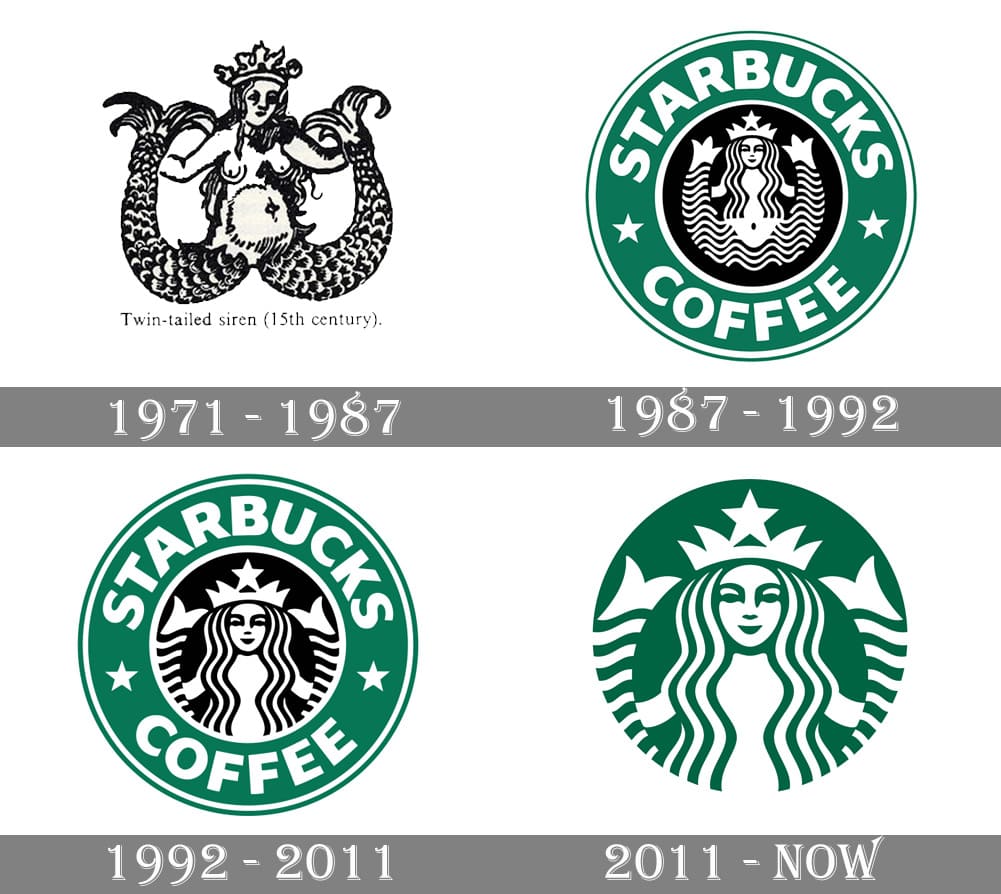 STARBUCKS
COFFEE
Twin-tailed siren (15th century).
1971 - 1987
1987 - 1992
STARBUCKS
COFFEE
1992 - 2011
2011 - NOW